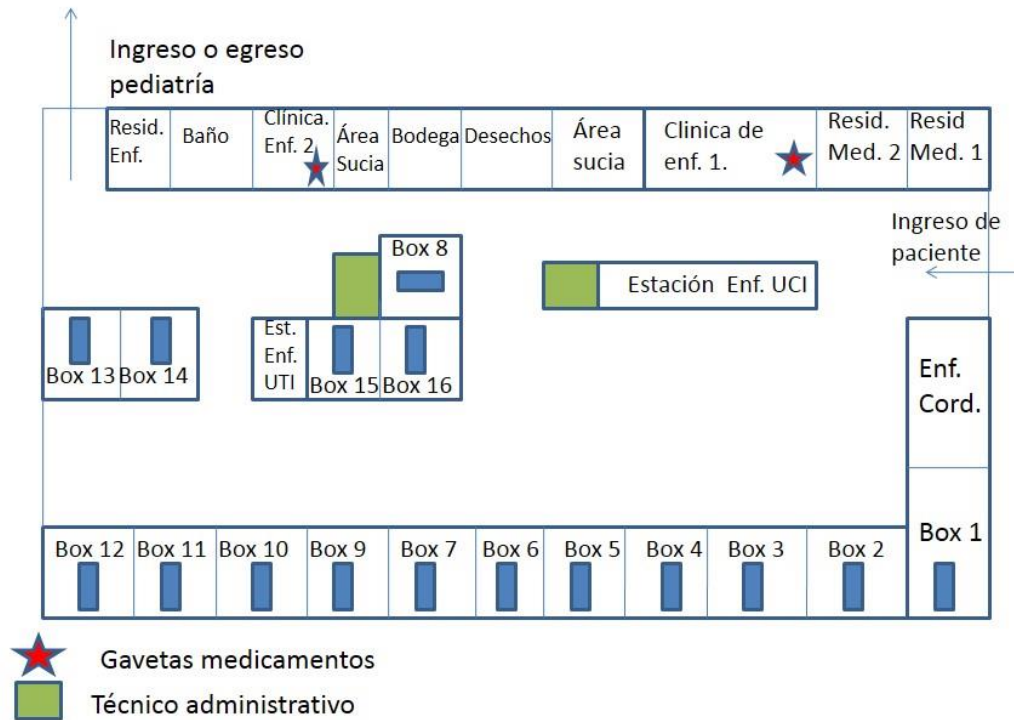 Ingreso o egreso
pediatría
Resid.
Enf.
Baño
Clínica.
Enf. 2
Área
Sucia
Bodega
Desechos
Área
sucia
Clinica de
enf. 1.
Resid.
Med. 2
Resid
Med. 1
Ingreso de
paciente
Box 8
Estación Enf. UCI
Box 13
Box 14
Est.
Enf.
UTI
Box 15
Box 16
Enf.
Cord.
Box 12
Box 11
Box 10
Box 9
Box 7
Box 6
Box 5
Box 4
Box 3
Box 2
Box 1
Gavetas medicamentos
Técnico administrativo